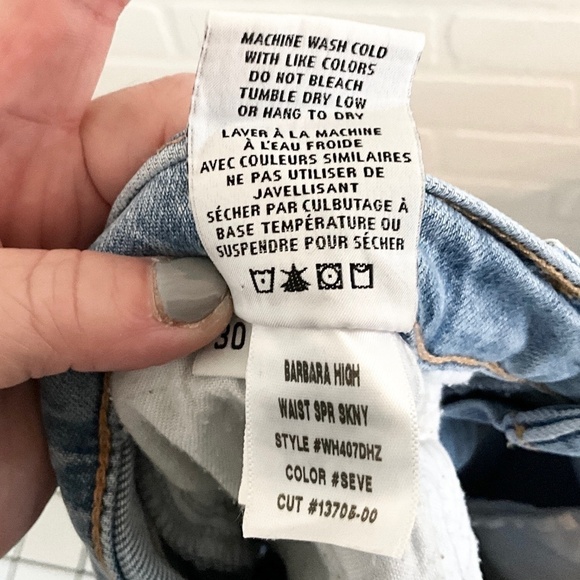 MACHINE WASH COLD
WITH LIKE COLORS
DO NOT BLEACH
TUMBLE DRY LOW
OR HANG TO DRY
LAVER À LA MACHINE
À L'EAU FROIDE
AVEC COULEURS SIMILAIRES
NE PAS UTILISER DE
JAVELLISANT
SÉCHER PAR CULBUTAGE À
BASE TEMPÉRATURE OU
SUSPENDRE POUR SÉCHER
30
BARBARA HIGH
WAIST SPR SKNY
STYLE #WH407DHZ
COLOR #SEVE
CUT #13705-00